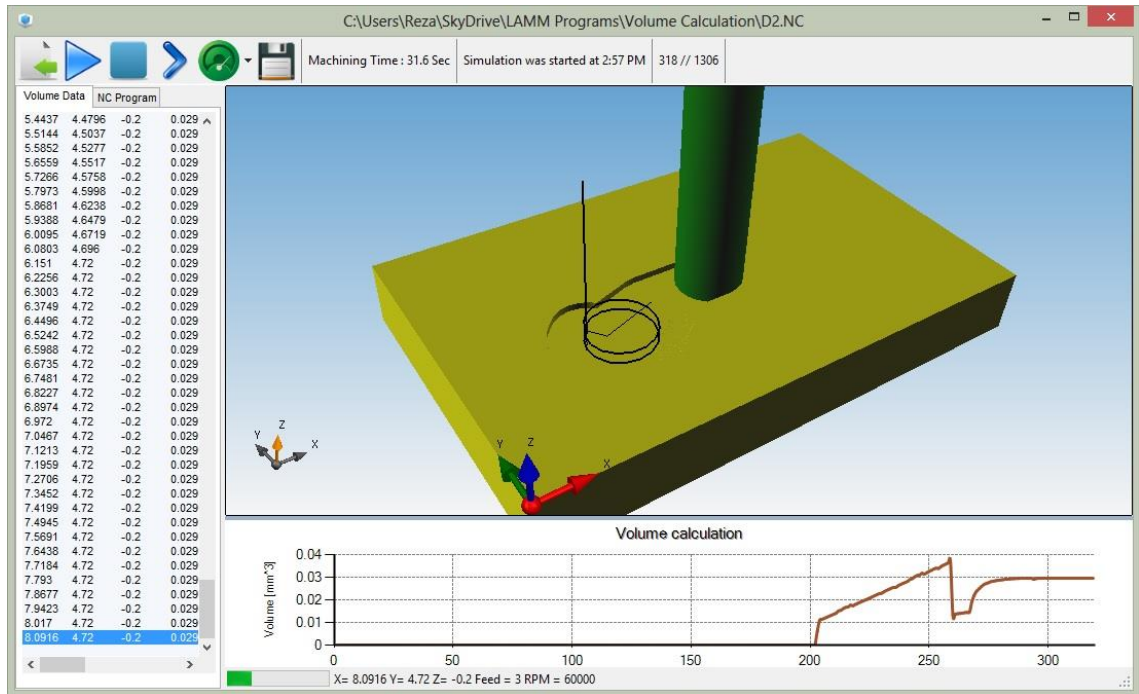 C:\Users\Reza\SkyDrive\LAMM Programs\Volume Calculation\D2.NC
Machining Time : 31.6 Sec Simulation was started at 2:57 PM 318 // 1306
Volume Data NC Program
5.4437 4.4796 -0.2 0.029
5.5144 4.5037 -0.2 0.029
5.5852 4.5277 -0.2 0.029
5.6559 4.5517 -0.2 0.029
5.7266 4.5758 -0.2 0.029
5.7973 4.5998 -0.2 0.029
5.8681 4.6238 -0.2 0.029
5.9388 4.6479 -0.2 0.029
6.0095 4.6719 -0.2 0.029
6.0803 4.696 -0.2 0.029
6.151 4.72 -0.2 0.029
6.2256 4.72 -0.2 0.029
6.3003 4.72 -0.2 0.029
6.3749 4.72 -0.2 0.029
6.4496 4.72 -0.2 0.029
6.5242 4.72 -0.2 0.029
6.5988 4.72 -0.2 0.029
6.6735 4.72 -0.2 0.029
6.7481 4.72 -0.2 0.029
6.8227 4.72 -0.2 0.029
6.8974 4.72 -0.2 0.029
6.972 4.72 -0.2 0.029
7.0467 4.72 -0.2 0.029
7.1213 4.72 -0.2 0.029
7.1959 4.72 -0.2 0.029
7.2706 4.72 -0.2 0.029
7.3452 4.72 -0.2 0.029
7.4199 4.72 -0.2 0.029
7.4945 4.72 -0.2 0.029
7.5691 4.72 -0.2 0.029
7.6438 4.72 -0.2 0.029
7.7184 4.72 -0.2 0.029
7.793 4.72 -0.2 0.029
7.8677 4.72 -0.2 0.029
7.9423 4.72 -0.2 0.029
8.017 4.72 -0.2 0.029
8.0916 4.72 -0.2 0.029
Z
Y
X
Y
Z
X
Volume calculation
Volume [mm^3]
0.04
0.03
0.02
0.01
0
0 50 100 150 200 250 300
X= 8.0916 Y= 4.72 Z= -0.2 Feed = 3 RPM = 60000